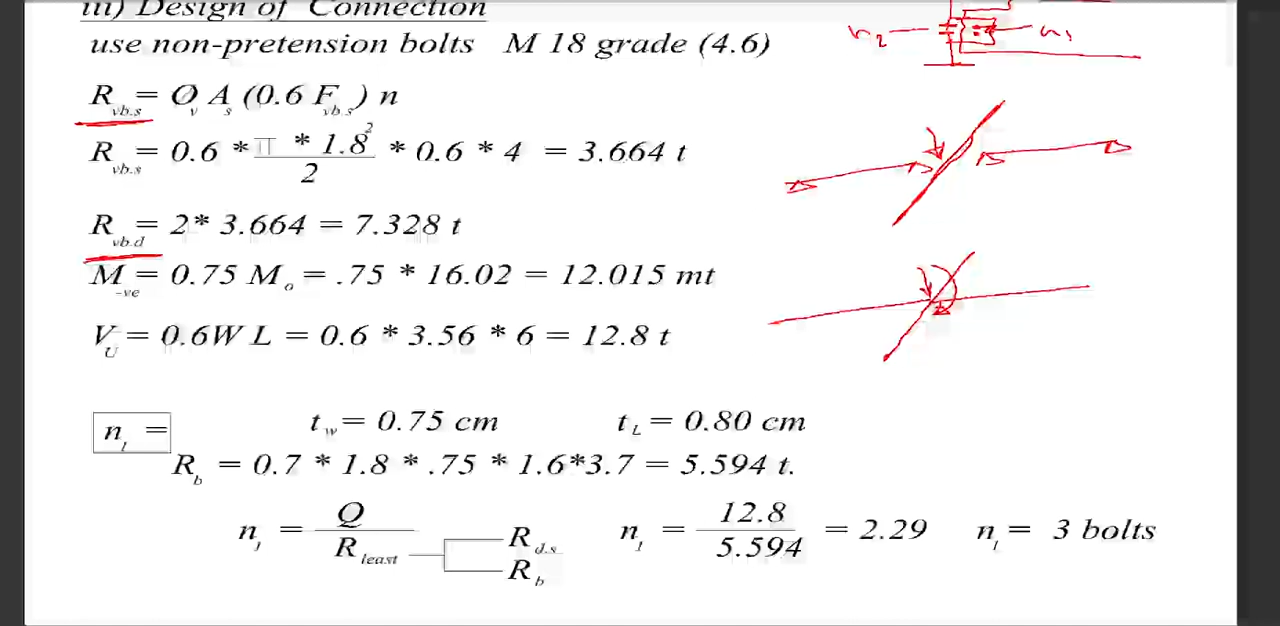 iii) Design of Connection
use non-pretension bolts M 18 grade (4.6)
n₂ n₁
R vb.s = Ø v A s (0.6 F vb.s) n
R vb.s = 0.6 * π * 1.8² / 2 * 0.6 * 4 = 3.664 t
R vb.d = 2* 3.664 = 7.328 t
M -ve = 0.75 M o = .75 * 16.02 = 12.015 mt
V U = 0.6W L = 0.6 * 3.56 * 6 = 12.8 t
n 1 = t w = 0.75 cm t L = 0.80 cm
R b = 0.7 * 1.8 * .75 * 1.6*3.7 = 5.594 t.
n 1 = Q / R least R d.s R b n 1 = 12.8 / 5.594 = 2.29 n 1 = 3 bolts